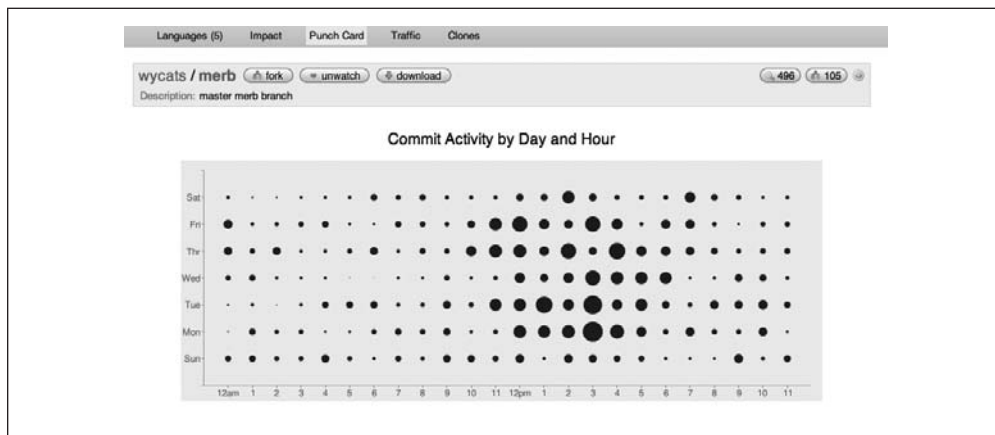 Languages (5) Impact Punch Card Traffic Clones
wycats / merb fork unwatch download 496 105
Description: master merb branch
Commit Activity by Day and Hour
Sat
Fri
Thr
Wed
Tue
Mon
Sun
12am 1 2 3 4 5 6 7 8 9 10 11 12pm 1 2 3 4 5 6 7 8 9 10 11